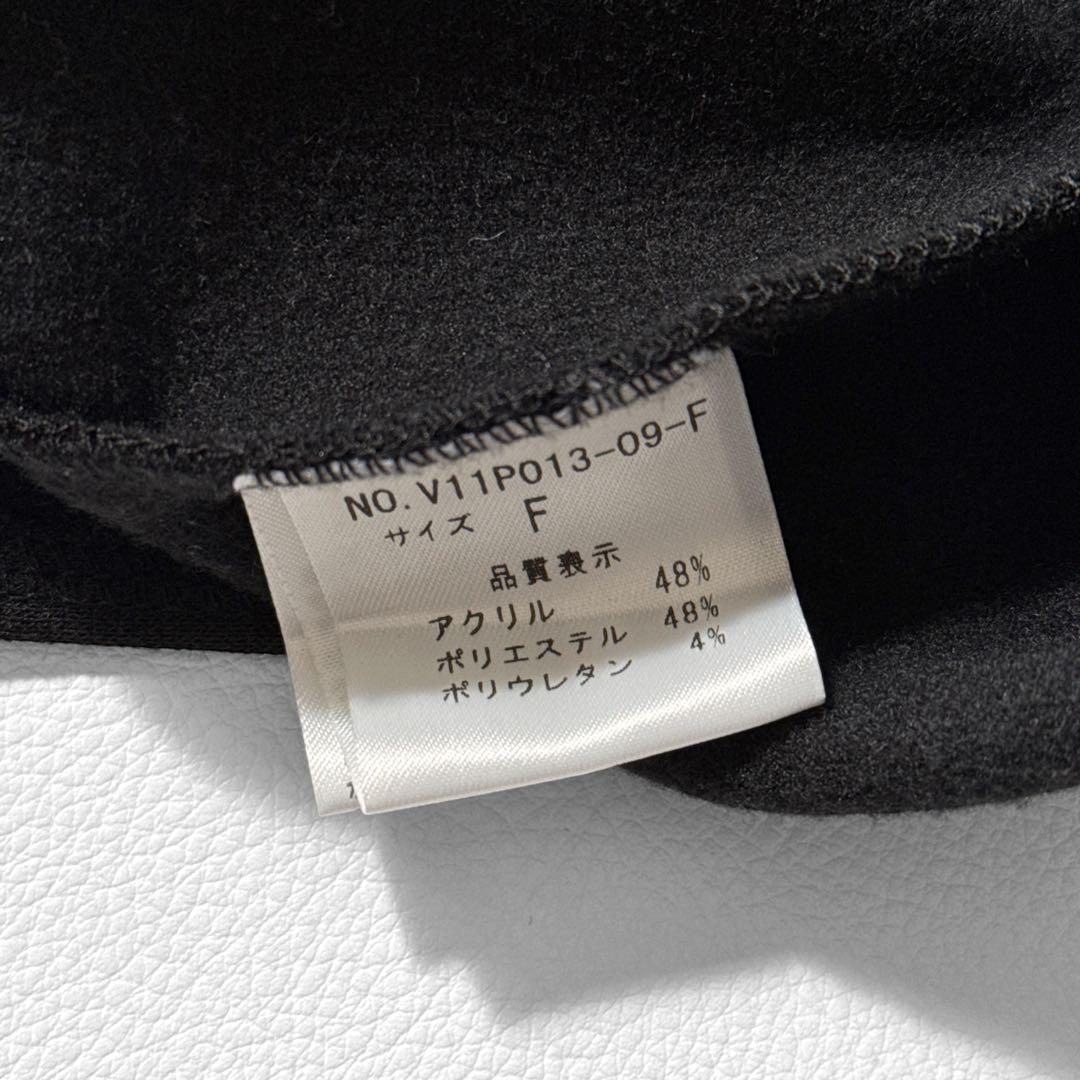 NO.V11P013-09-F
サイズ F
品質表示
アクリル 48%
ポリエステル 48%
ポリウレタン 4%